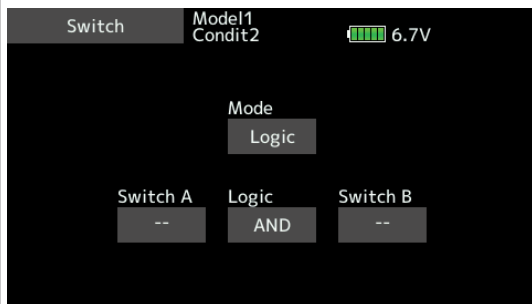 Switch
Model1
Condit2
6.7V
Mode
Logic
Switch A Logic Switch B
-- AND --